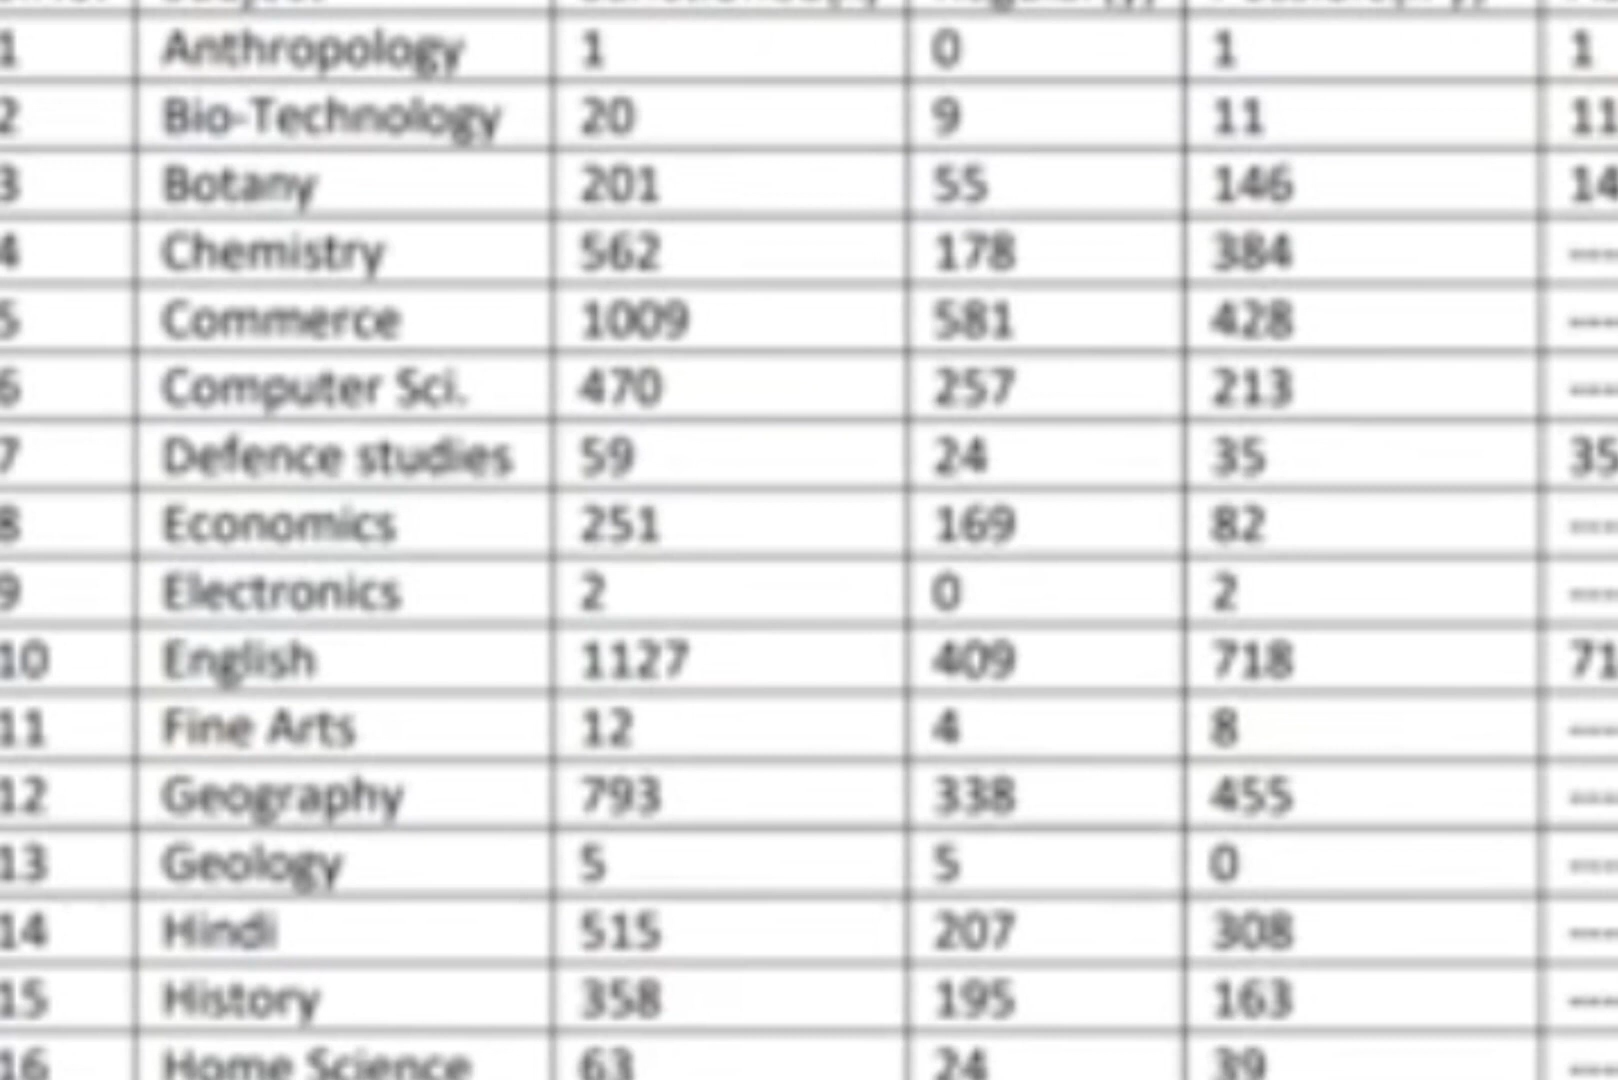 1 Anthropology 1 0 1 1
2 Bio-Technology 20 9 11 11
3 Botany 201 55 146 14
4 Chemistry 562 178 384 ---
5 Commerce 1009 581 428 ---
6 Computer Sci. 470 257 213 ---
7 Defence studies 59 24 35 35
8 Economics 251 169 82 ---
9 Electronics 2 0 2 ---
10 English 1127 409 718 71
11 Fine Arts 12 4 8 ---
12 Geography 793 338 455 ---
13 Geology 5 5 0 ---
14 Hindi 515 207 308 ---
15 History 358 195 163 ---
16 Home Science 63 24 39 ---